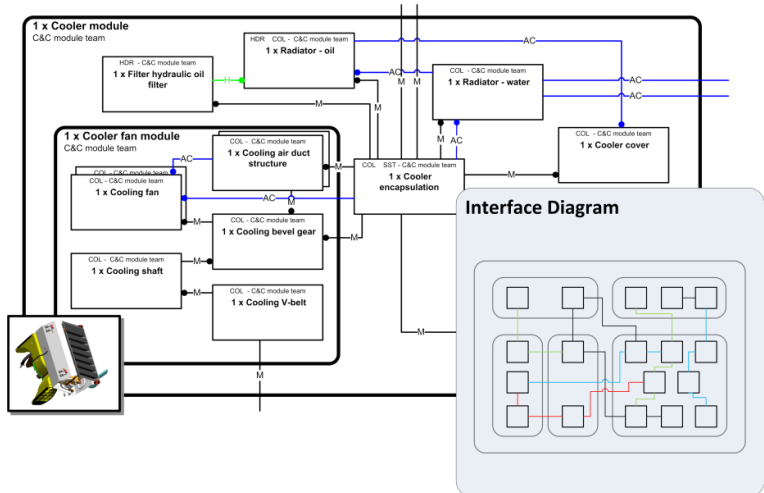 1 x Cooler module
C&C module team
HDR COL - C&C module team
1 x Radiator - oil
HDR - C&C module team
1 x Filter hydraulic oil
filter
COL - C&C module team
1 x Radiator - water
COL - C&C module team
1 x Cooler cover
1 x Cooler fan module
C&C module team
COL - C&C module team
1 x Cooling air duct
structure
COL - C&C module team
1 x Cooling fan
COL SST - C&C module team
1 x Cooler
encapsulation
COL - C&C module team
1 x Cooling bevel gear
COL - C&C module team
1 x Cooling shaft
COL - C&C module team
1 x Cooling V-belt
Interface Diagram
H
AC
AC
M
M
AC
AC
M
M
M
AC
AC
M
M
AC
M
M
M
M
M
M
M